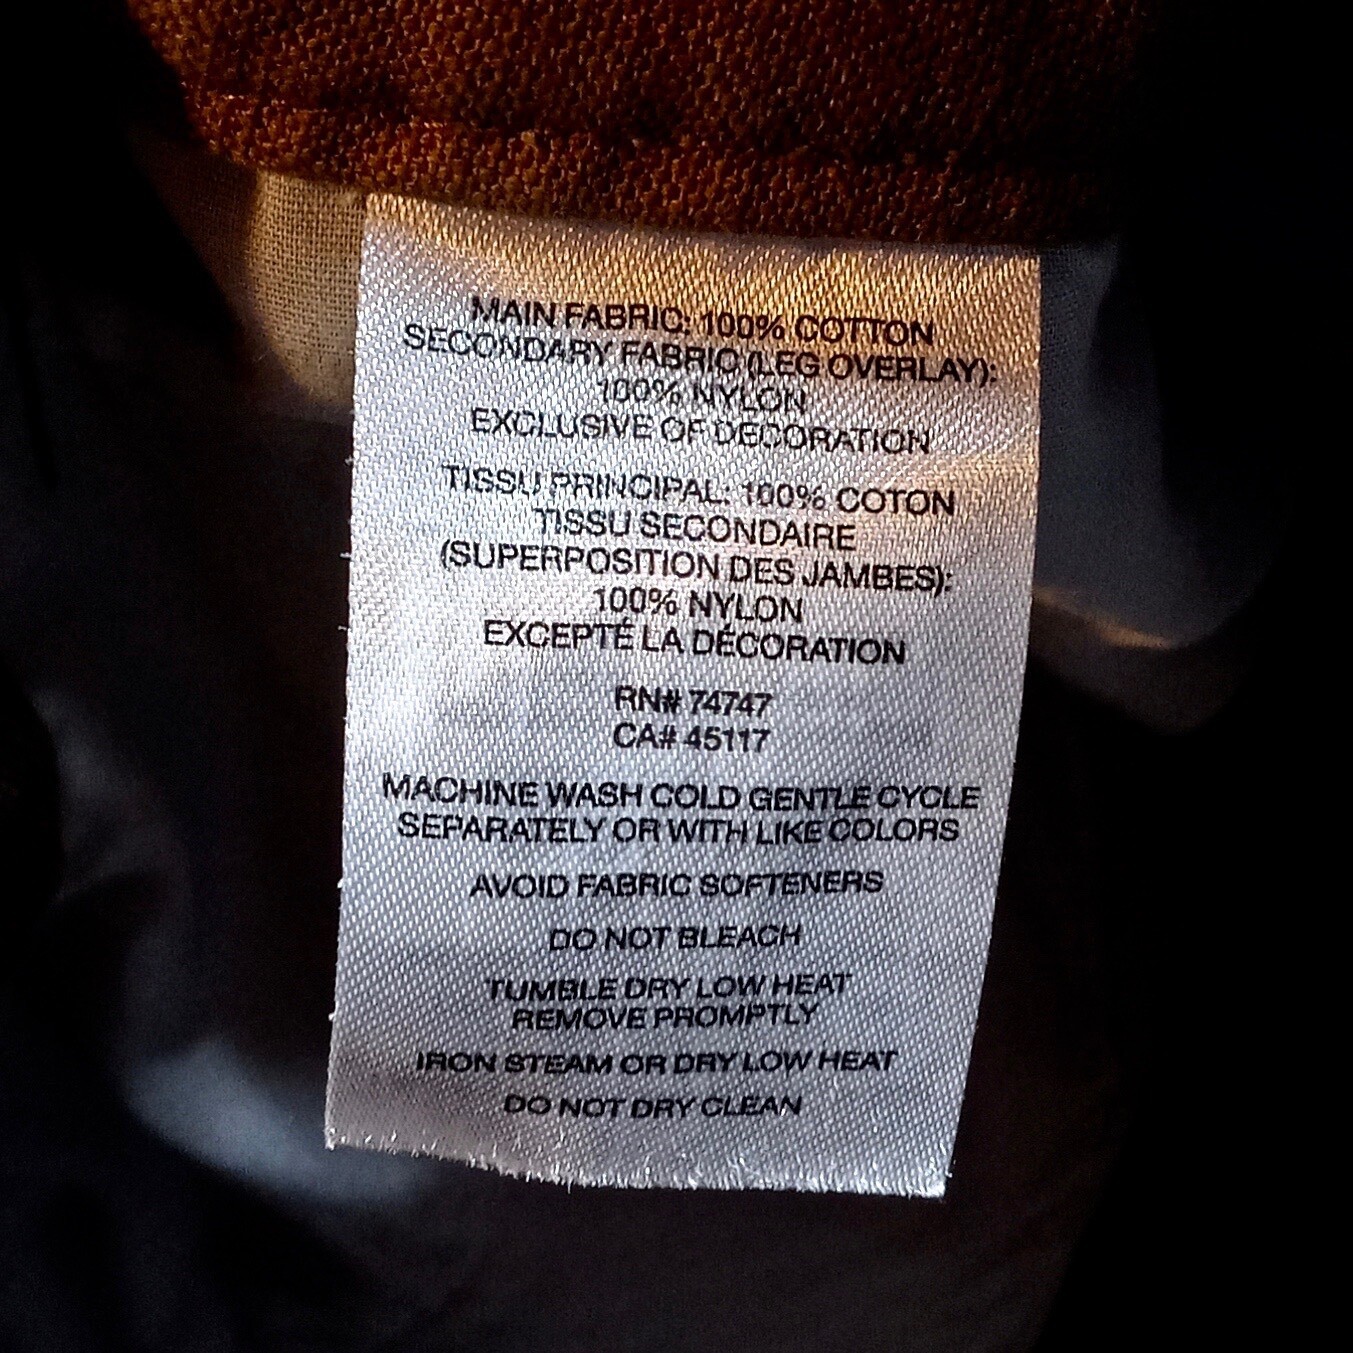 MAIN FABRIC: 100% COTTON
SECONDARY FABRIC (LEG OVERLAY):
100% NYLON
EXCLUSIVE OF DECORATION
TISSU PRINCIPAL: 100% COTON
TISSU SECONDAIRE
(SUPERPOSITION DES JAMBES):
100% NYLON
EXCEPTÉ LA DÉCORATION
RN# 74747
CA# 45117
MACHINE WASH COLD GENTLE CYCLE
SEPARATELY OR WITH LIKE COLORS
AVOID FABRIC SOFTENERS
DO NOT BLEACH
TUMBLE DRY LOW HEAT
REMOVE PROMPTLY
IRON STEAM OR DRY LOW HEAT
DO NOT DRY CLEAN